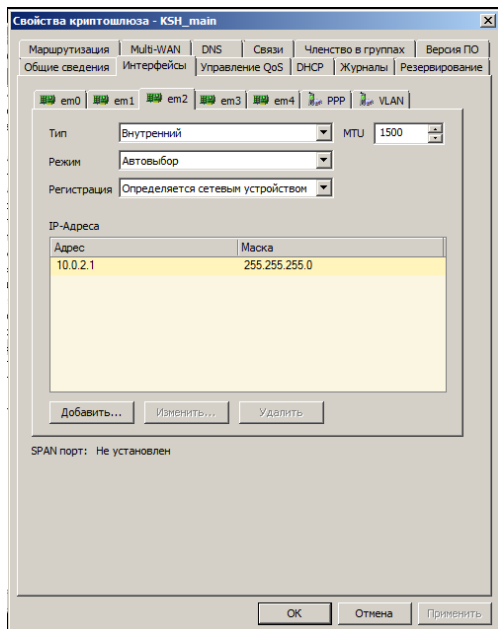 Свойства криптошлюза - KSH_main
Маршрутизация Multi-WAN DNS Связи Членство в группах Версия ПО
Общие сведения Интерфейсы Управление QoS DHCP Журналы Резервирование
em0 em1 em2 em3 em4 PPP VLAN
Тип Внутренний MTU 1500
Режим Автовыбор
Регистрация Определяется сетевым устройством
IP-Адреса
Адрес Маска
10.0.2.1 255.255.255.0
Добавить... Изменить... Удалить
SPAN порт: Не установлен
OK Отмена Применить